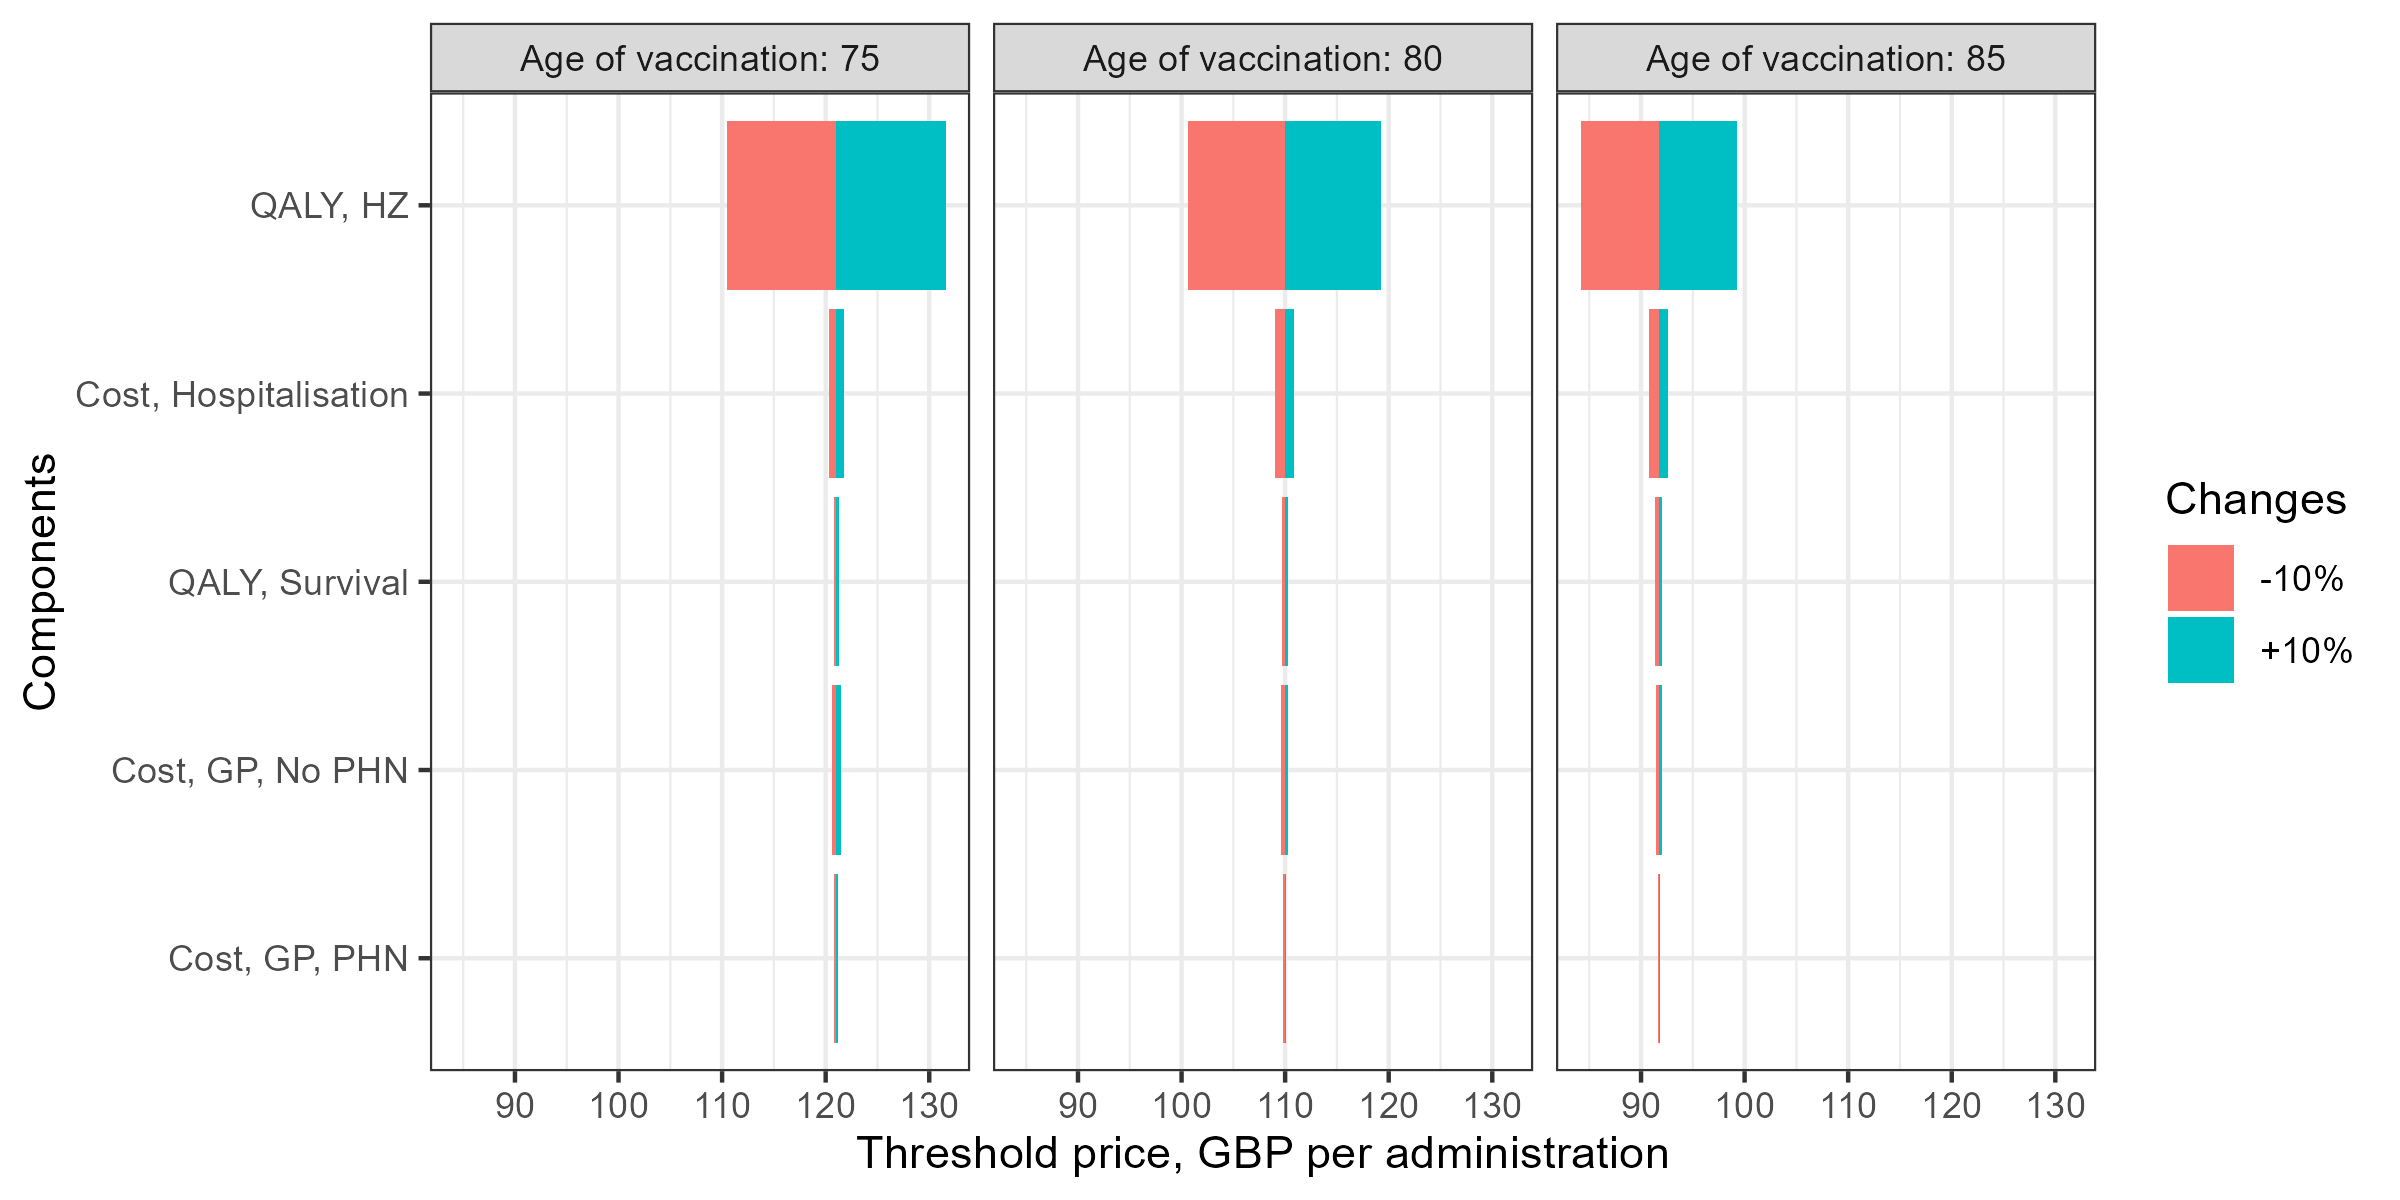 Age of vaccination: 75
Age of vaccination: 80
Age of vaccination: 85
QALY, HZ
Cost, Hospitalisation
QALY, Survival
Cost, GP, No PHN
Cost, GP, PHN
Components
90 100 110 120 130
90 100 110 120 130
90 100 110 120 130
Threshold price, GBP per administration
Changes
-10%
+10%